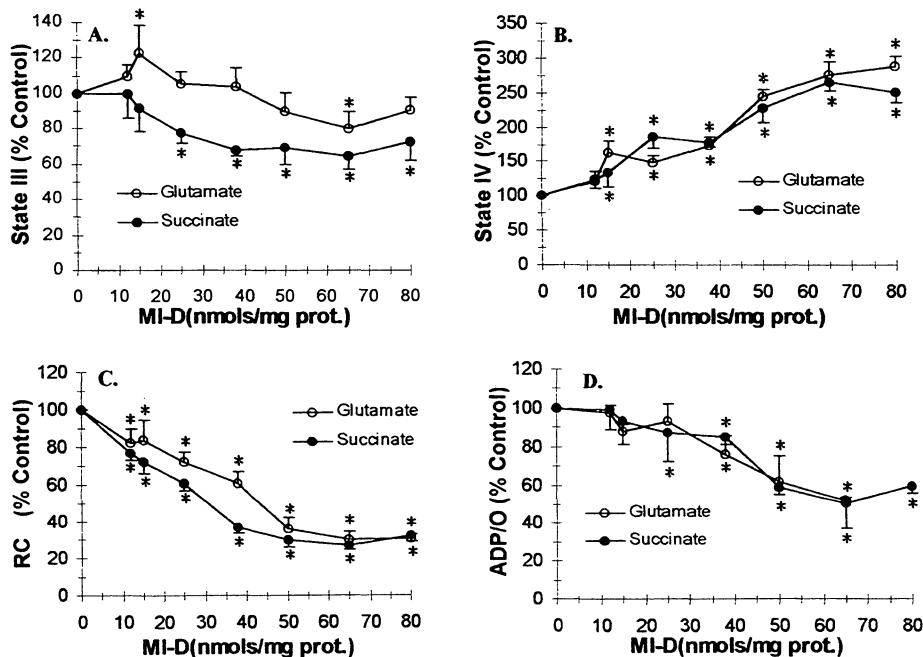 A.
State III (% Control)
140
120
100
80
60
40
20
0
* * * * * * *
Glutamate
Succinate
0 10 20 30 40 50 60 70 80
MI-D(nmols/mg prot.)
B.
State IV (% Control)
350
300
250
200
150
100
50
0
* * * * * * * * * * *
Glutamate
Succinate
0 10 20 30 40 50 60 70 80
MI-D(nmols/mg prot.)
C.
RC (% Control)
120
100
80
60
40
20
0
* * * * * * * * * * * * * *
Glutamate
Succinate
0 10 20 30 40 50 60 70 80
MI-D(nmols/mg prot.)
D.
ADP/O (% Control)
120
100
80
60
40
20
0
* * * * * * * *
Glutamate
Succinate
0 10 20 30 40 50 60 70 80
MI-D(nmols/mg prot.)